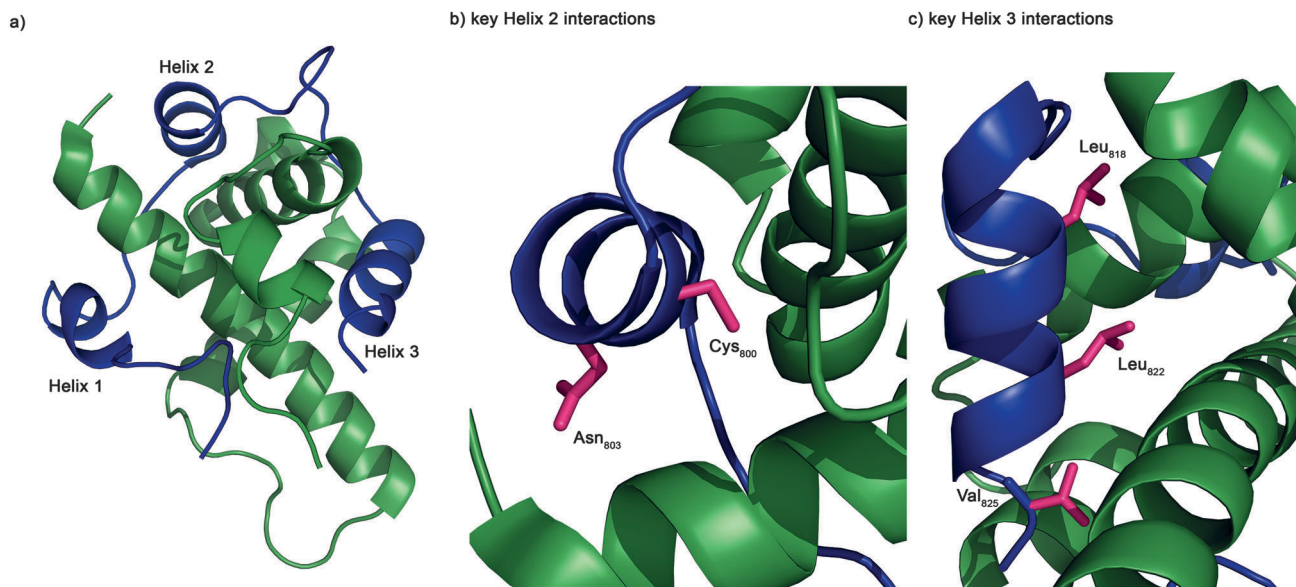 a)
Helix 2
Helix 1
Helix 3
b) key Helix 2 interactions
Cys800
Asn803
c) key Helix 3 interactions
Leu818
Leu822
Val825